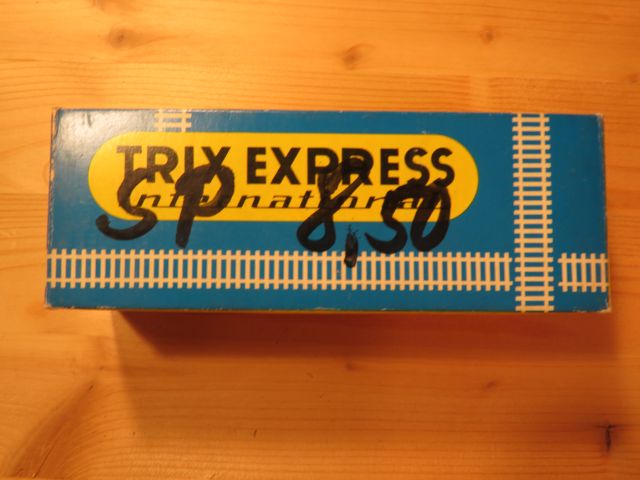 TRIX EXPRESS
international
SP 8,50